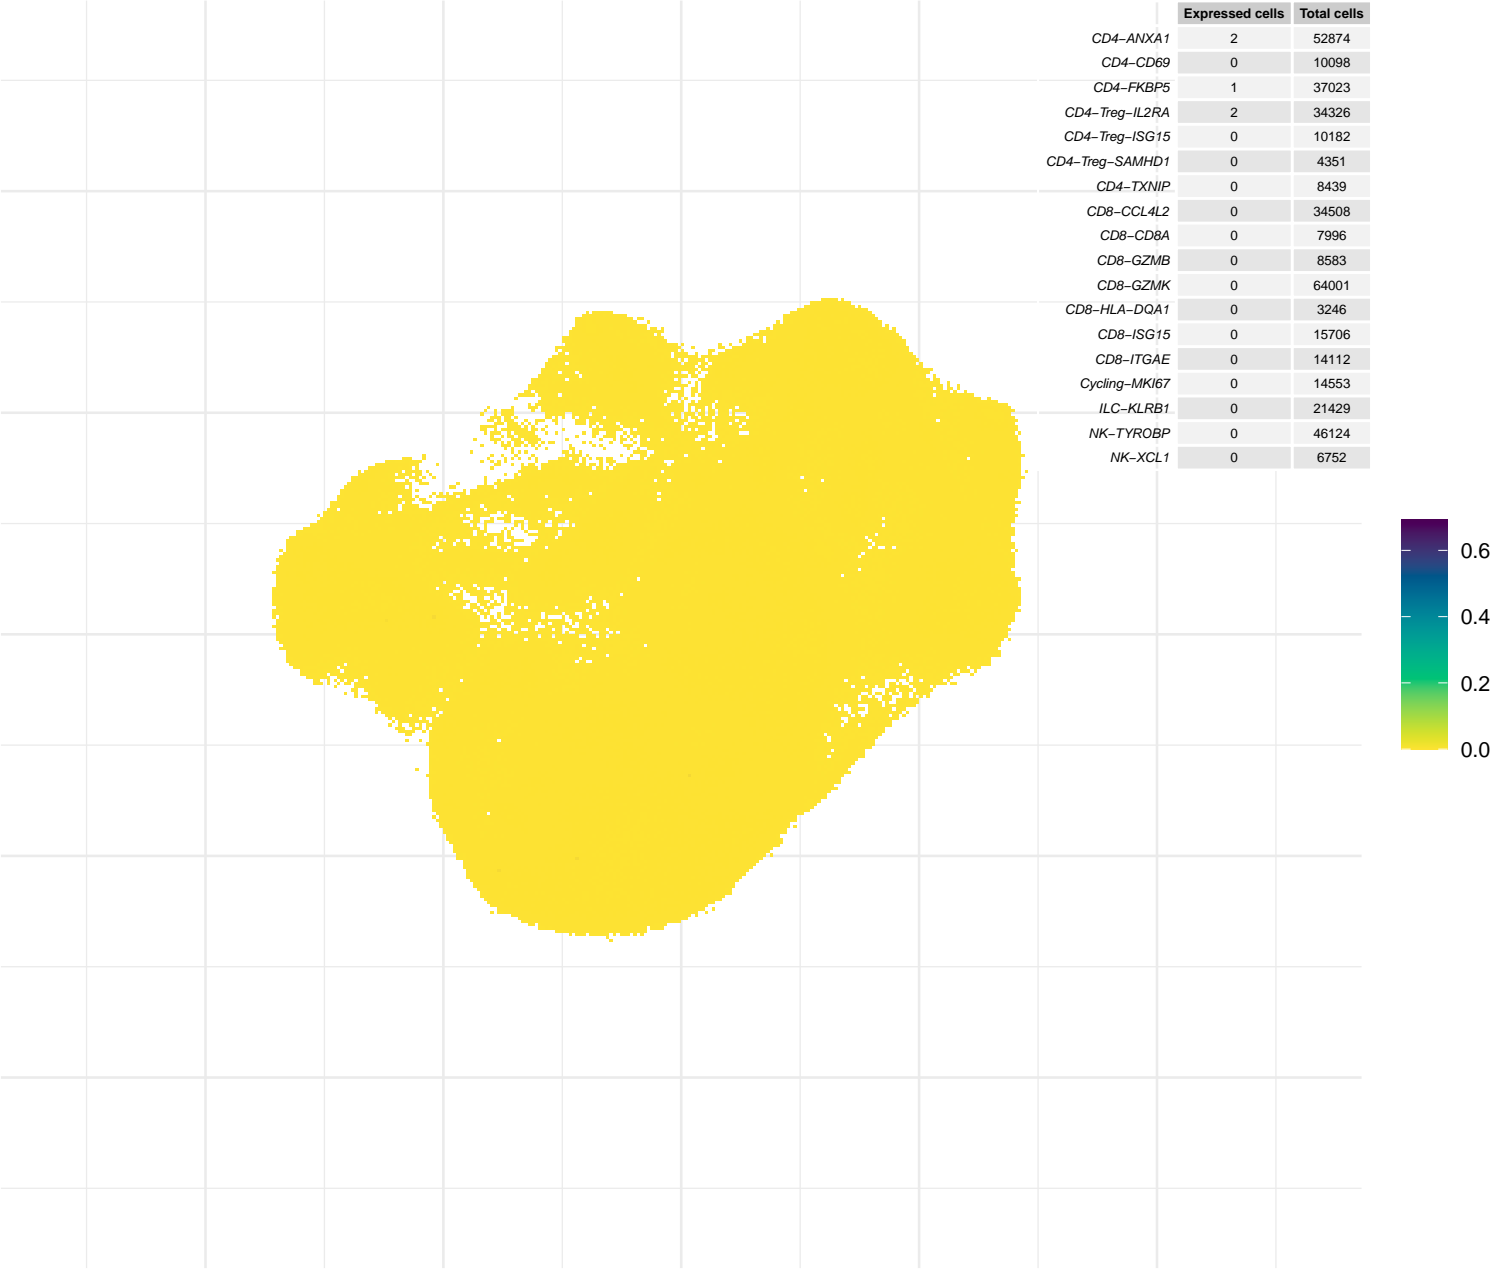 Expressed cells Total cells
CD4−ANXA1 2 52874
CD4−CD69 0 10098
CD4−FKBP5 1 37023
CD4−Treg−IL2RA 2 34326
CD4−Treg−ISG15 0 10182
CD4−Treg−SAMHD1 0 4351
CD4−TXNIP 0 8439
CD8−CCL4L2 0 34508
CD8−CD8A 0 7996
CD8−GZMB 0 8583
CD8−GZMK 0 64001
CD8−HLA−DQA1 0 3246
CD8−ISG15 0 15706
CD8−ITGAE 0 14112
Cycling−MKI67 0 14553
ILC−KLRB1 0 21429
NK−TYROBP 0 46124
NK−XCL1 0 6752
0.6
0.4
0.2
0.0